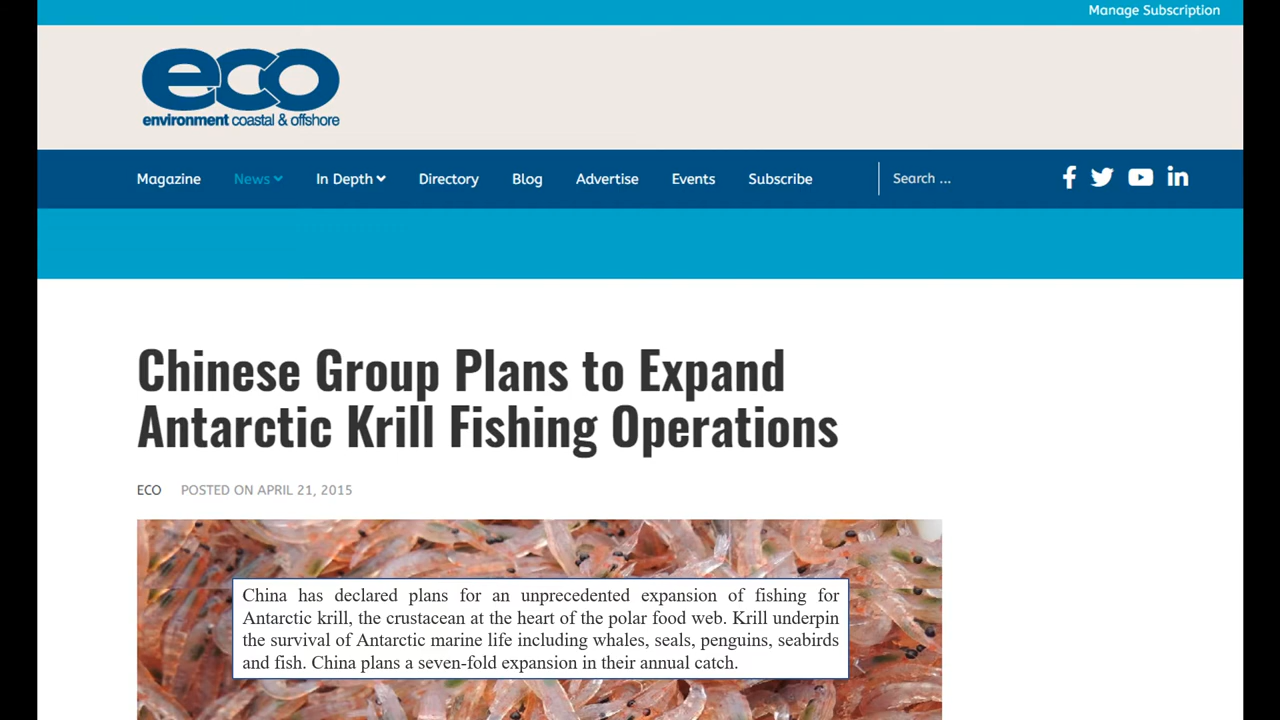 Manage Subscription
eco
environment coastal & offshore
Magazine News In Depth Directory Blog Advertise Events Subscribe Search ...
Chinese Group Plans to Expand
Antarctic Krill Fishing Operations
ECO POSTED ON APRIL 21, 2015
China has declared plans for an unprecedented expansion of fishing for
Antarctic krill, the crustacean at the heart of the polar food web. Krill underpin
the survival of Antarctic marine life including whales, seals, penguins, seabirds
and fish. China plans a seven-fold expansion in their annual catch.